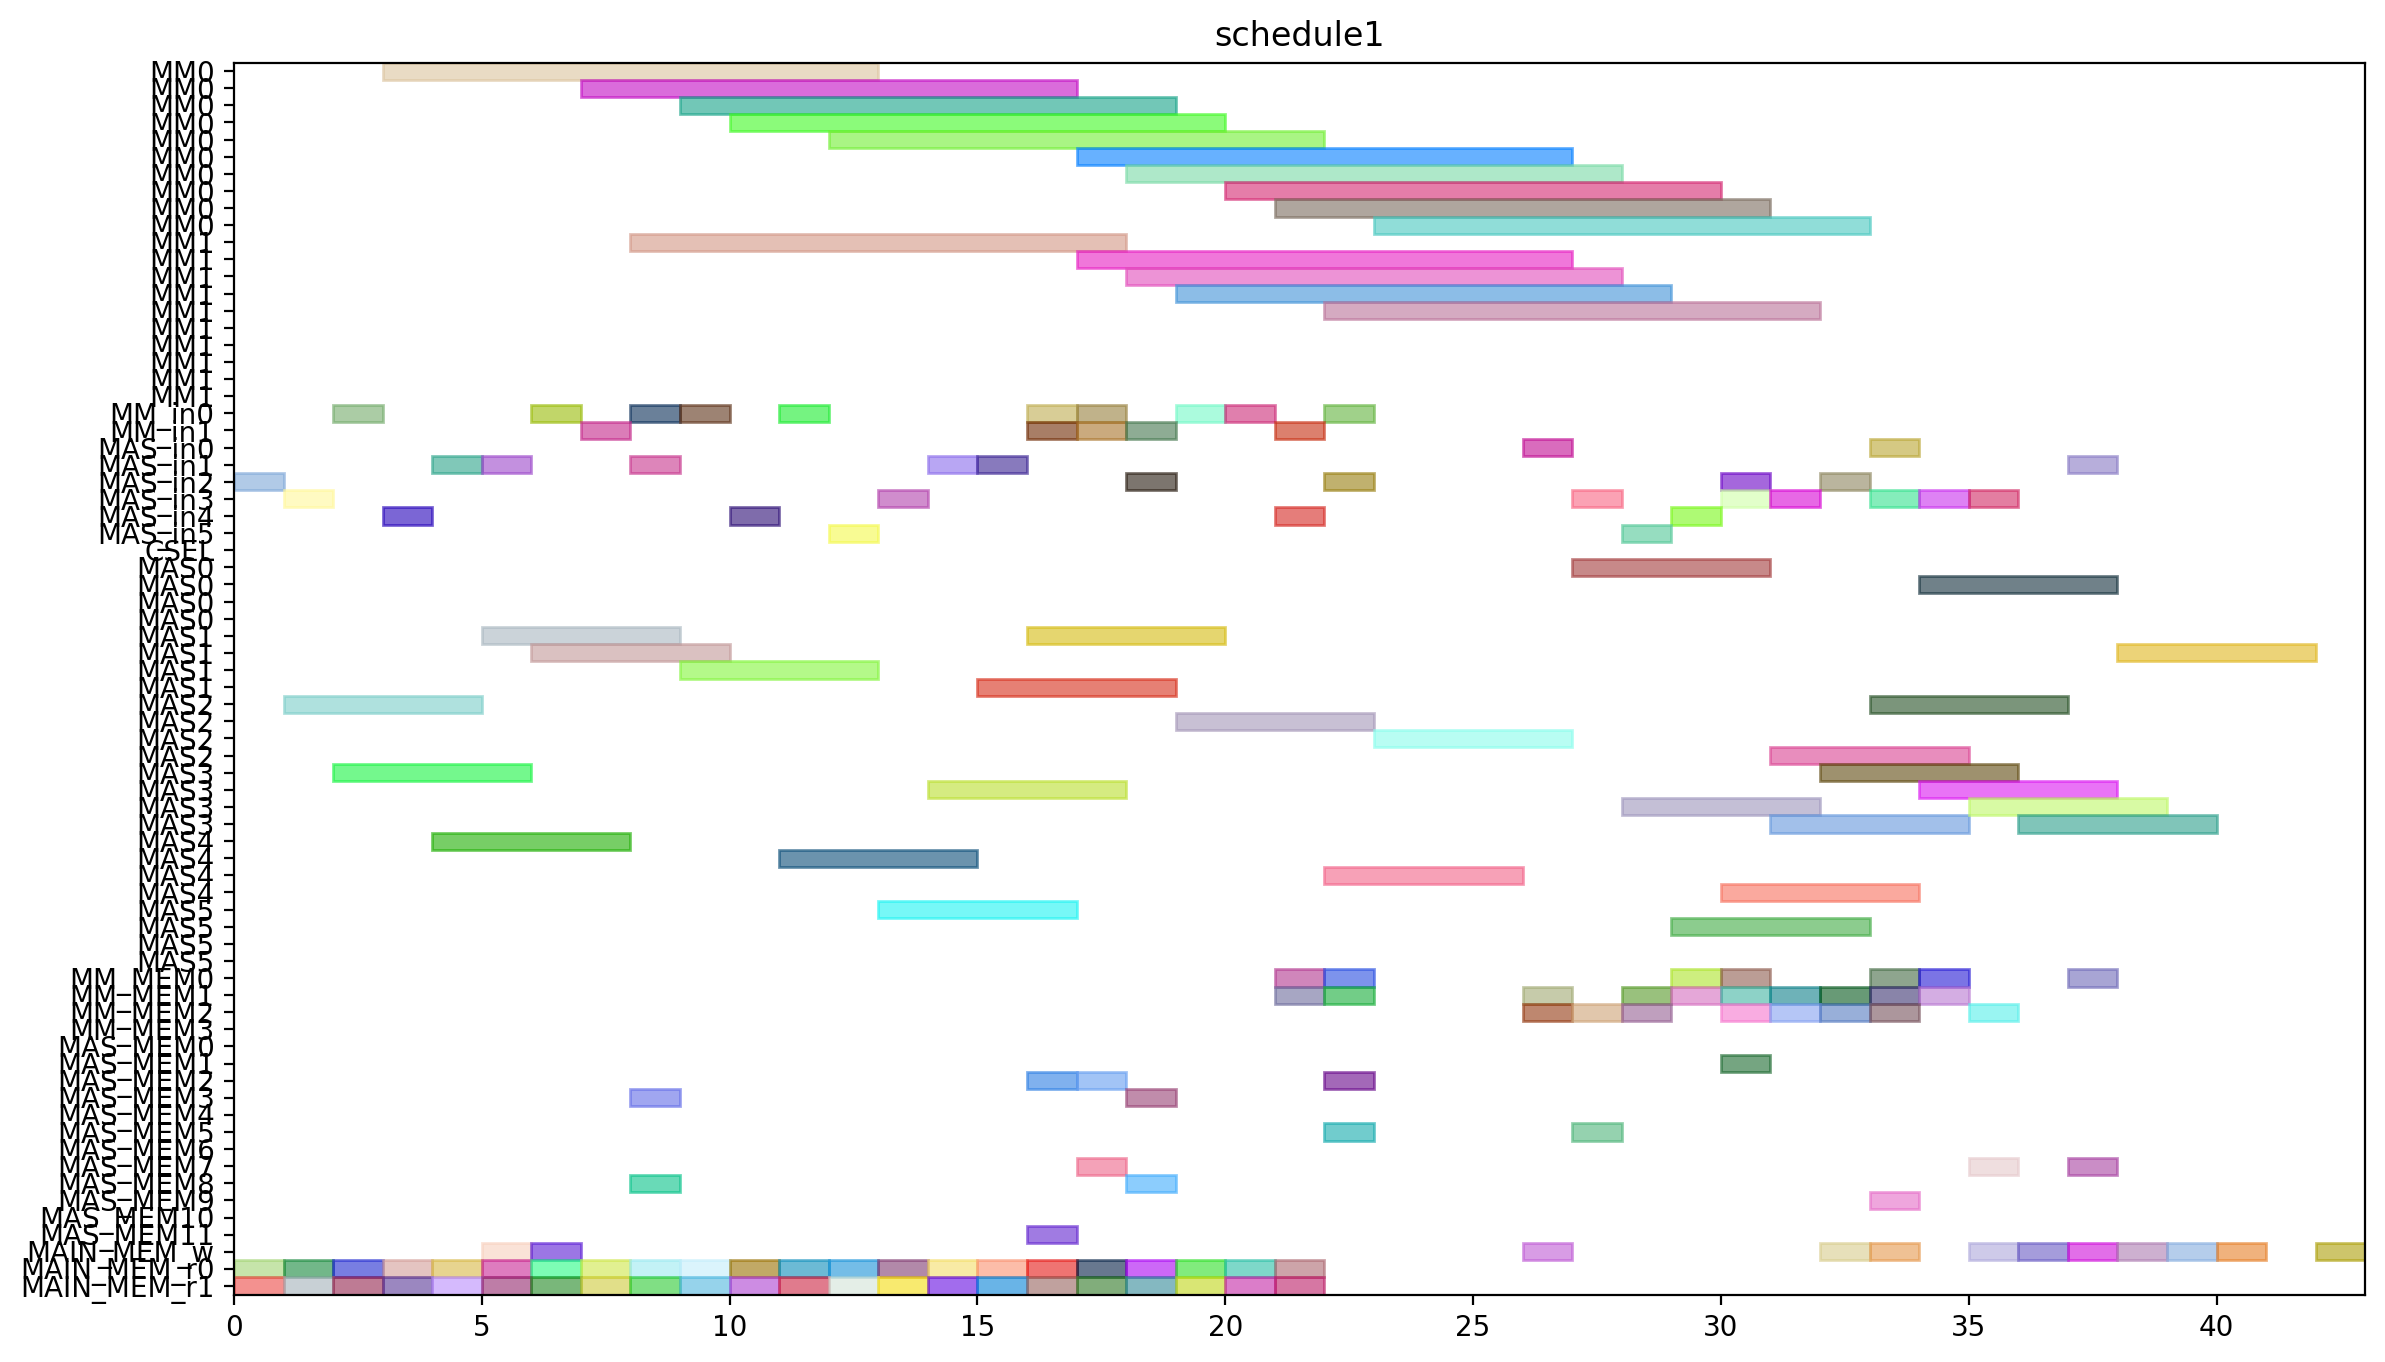 schedule1
MM0
MM0
MM0
MM0
MM0
MM0
MM0
MM0
MM0
MM0
MM1
MM1
MM1
MM1
MM1
MM1
MM1
MM1
MM1
MM1
MM_in0
MM_in1
MAS_in0
MAS_in1
MAS_in2
MAS_in3
MAS_in4
MAS_in5
CSEL
MAS0
MAS0
MAS0
MAS0
MAS1
MAS1
MAS1
MAS1
MAS2
MAS2
MAS2
MAS2
MAS3
MAS3
MAS3
MAS3
MAS4
MAS4
MAS4
MAS4
MAS5
MAS5
MAS5
MAS5
MM_MEM0
MM_MEM1
MM_MEM2
MM_MEM3
MAS_MEM0
MAS_MEM1
MAS_MEM2
MAS_MEM3
MAS_MEM4
MAS_MEM5
MAS_MEM6
MAS_MEM7
MAS_MEM8
MAS_MEM9
MAS_MEM10
MAS_MEM11
MAIN_MEM_w
MAIN_MEM_r0
MAIN_MEM_r1
0 5 10 15 20 25 30 35 40